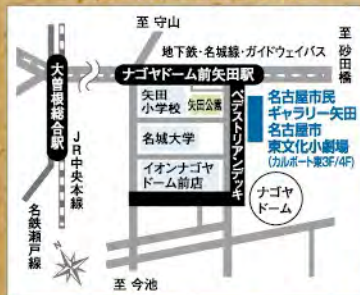 至 守山
至 砂田橋
地下鉄・名城線・ガイドウェイバス
大曽根総合駅
ナゴヤドーム前矢田駅
矢田
小学校
矢田公園
ペデストリアンデッキ
名古屋市民
ギャラリー矢田
名古屋市
東文化小劇場
(カルポート東3F/4F)
名城大学
JR中央本線
イオンナゴヤ
ドーム前店
ナゴヤ
ドーム
名鉄瀬戸線
至 今池